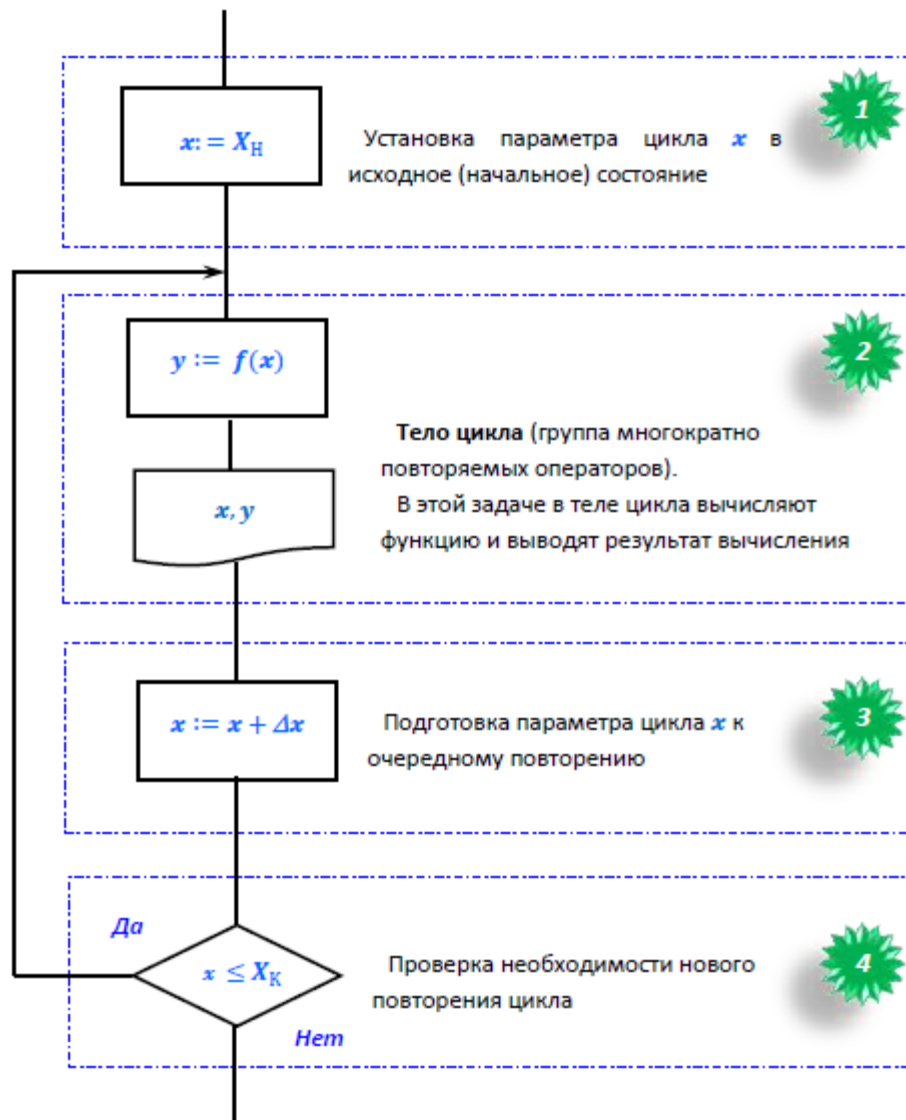 x:= Xн
Установка параметра цикла x в
исходное (начальное) состояние
1
y := f(x)
2
x, y
Тело цикла (группа многократно
повторяемых операторов).
В этой задаче в теле цикла вычисляют
функцию и выводят результат вычисления
x := x + Δx
Подготовка параметра цикла x к
очередному повторению
3
Да
x ≤ Xк
Проверка необходимости нового
повторения цикла
4
Нет